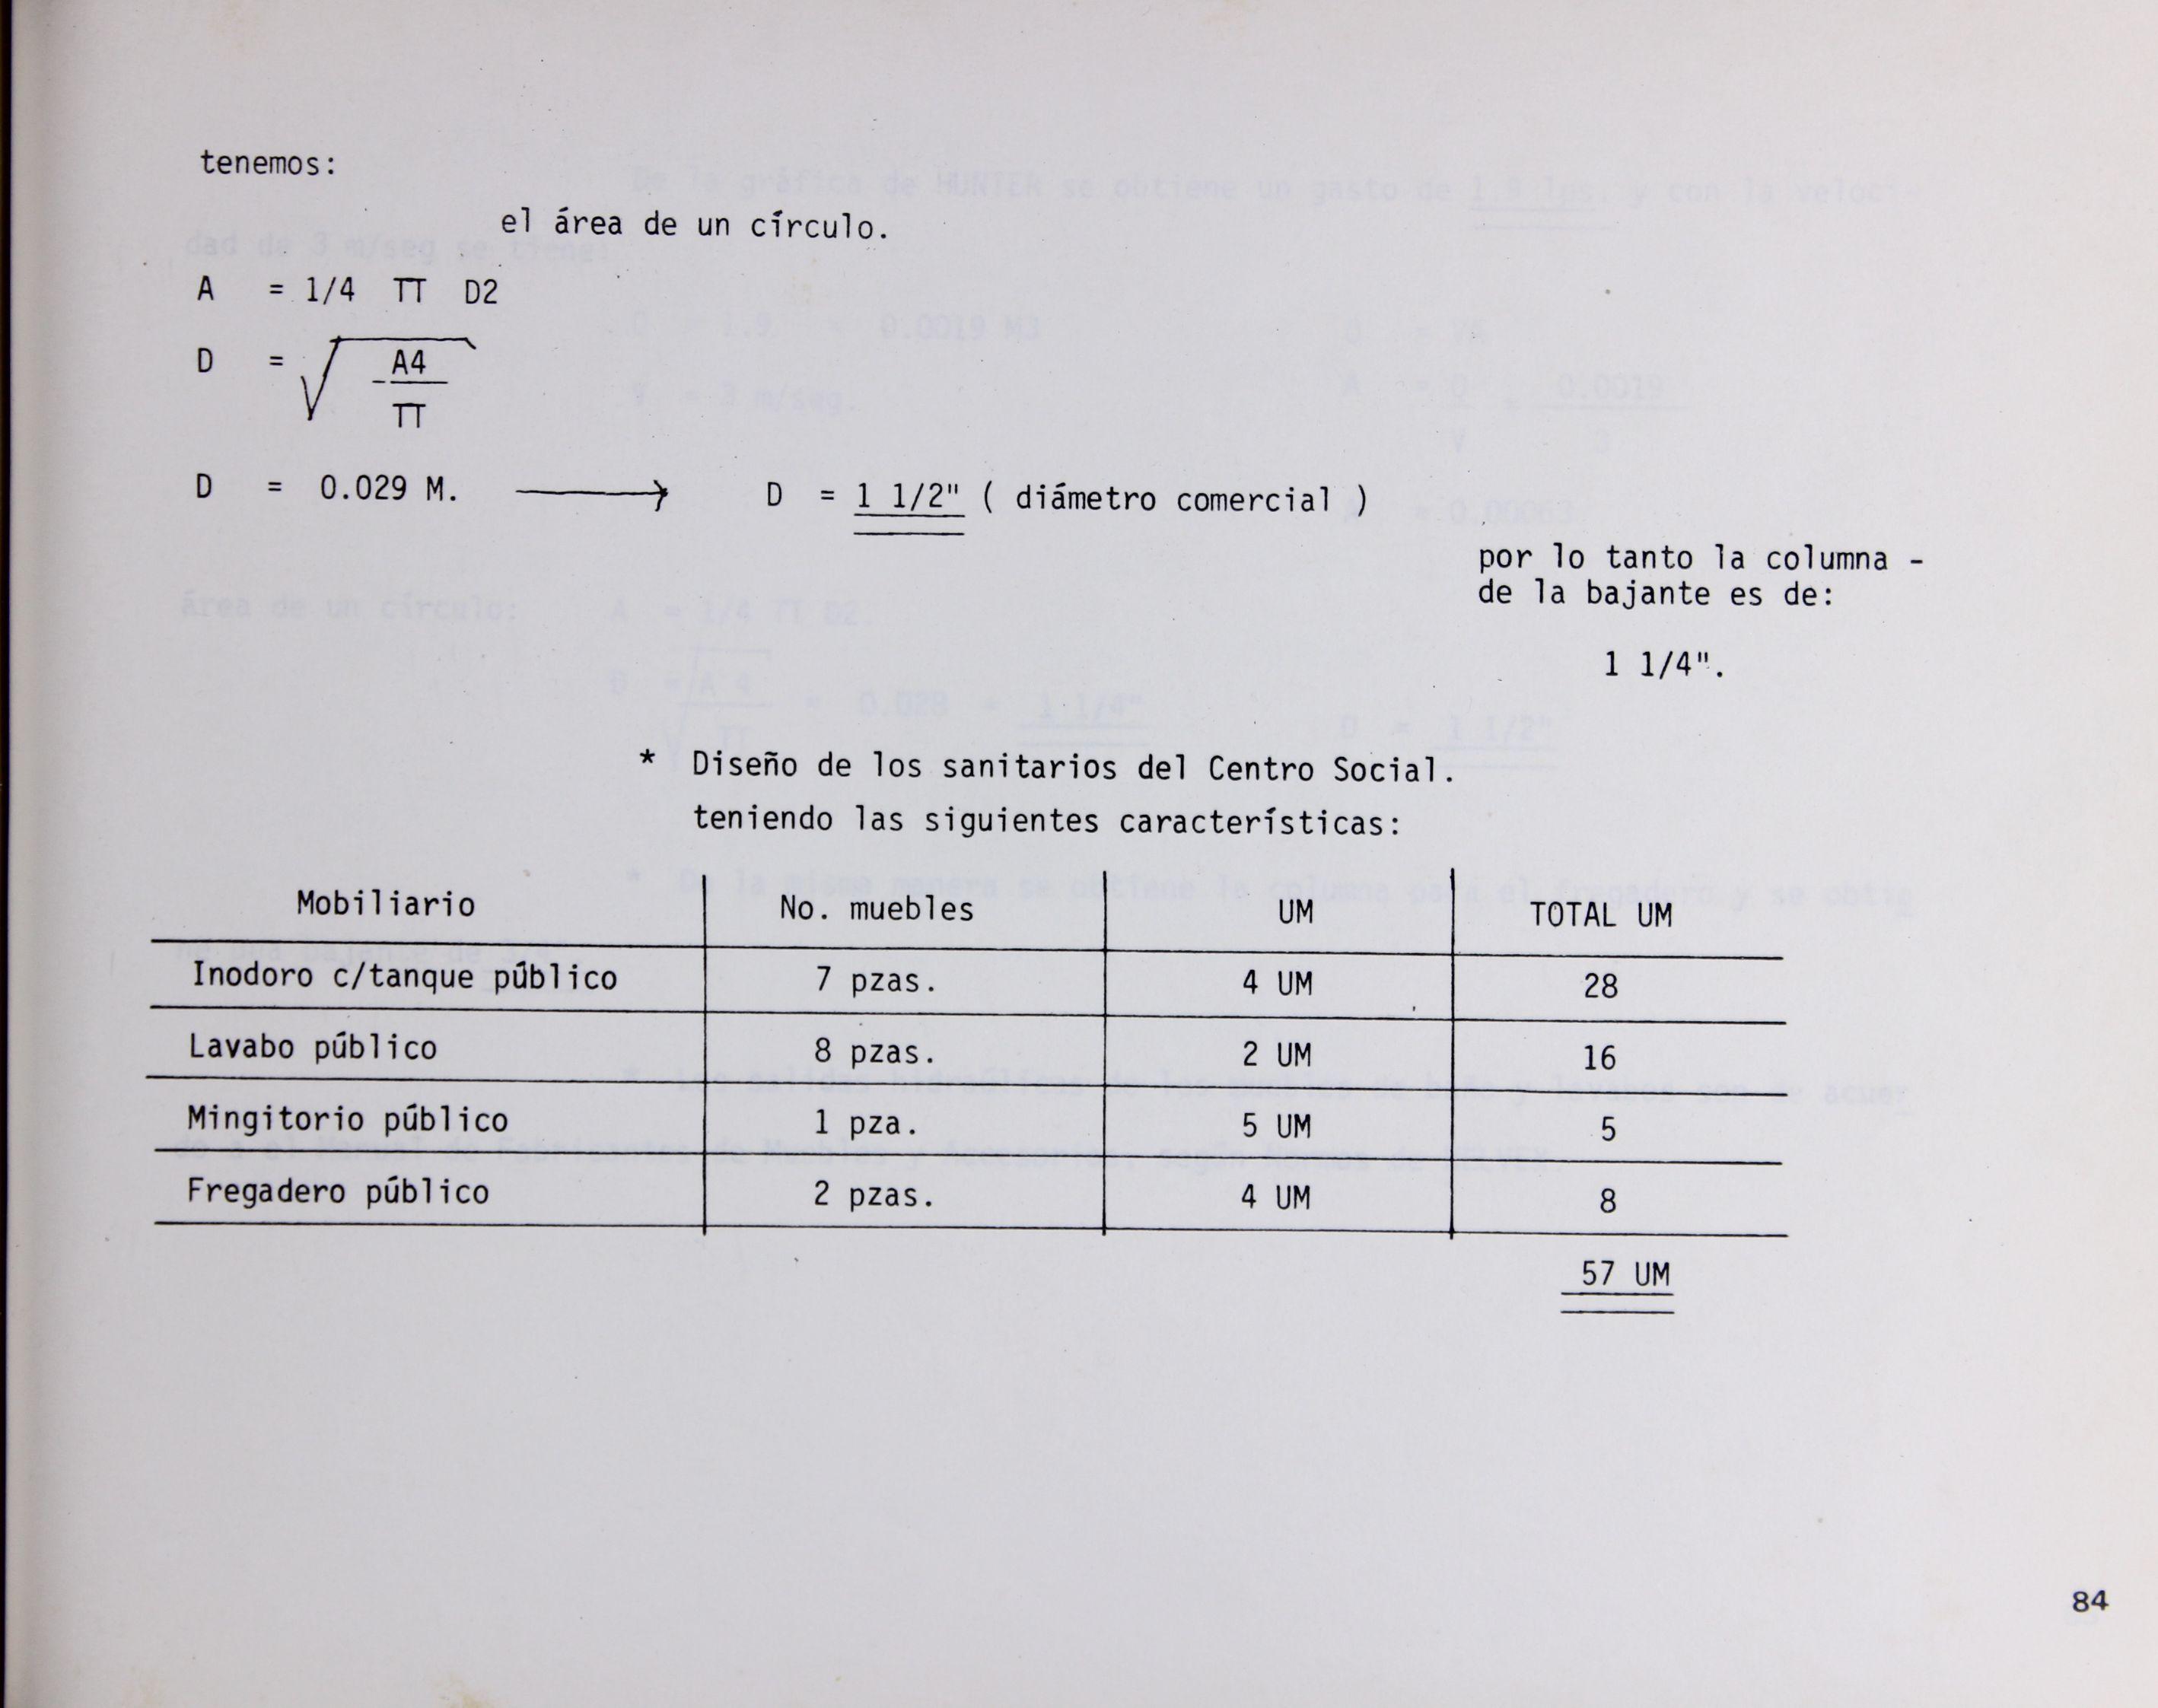 tenemos:
el área de un círculo.
A = 1/4 π D2
D = √ A4
π
D = 0.029 M. → D = 1 1/2" ( diámetro comercial )
por lo tanto la columna -
de la bajante es de:
1 1/4".
* Diseño de los sanitarios del Centro Social.
teniendo las siguientes características:
Mobiliario No. muebles UM TOTAL UM
Inodoro c/tanque público 7 pzas. 4 UM 28
Lavabo público 8 pzas. 2 UM 16
Mingitorio público 1 pza. 5 UM 5
Fregadero público 2 pzas. 4 UM 8
57 UM
84